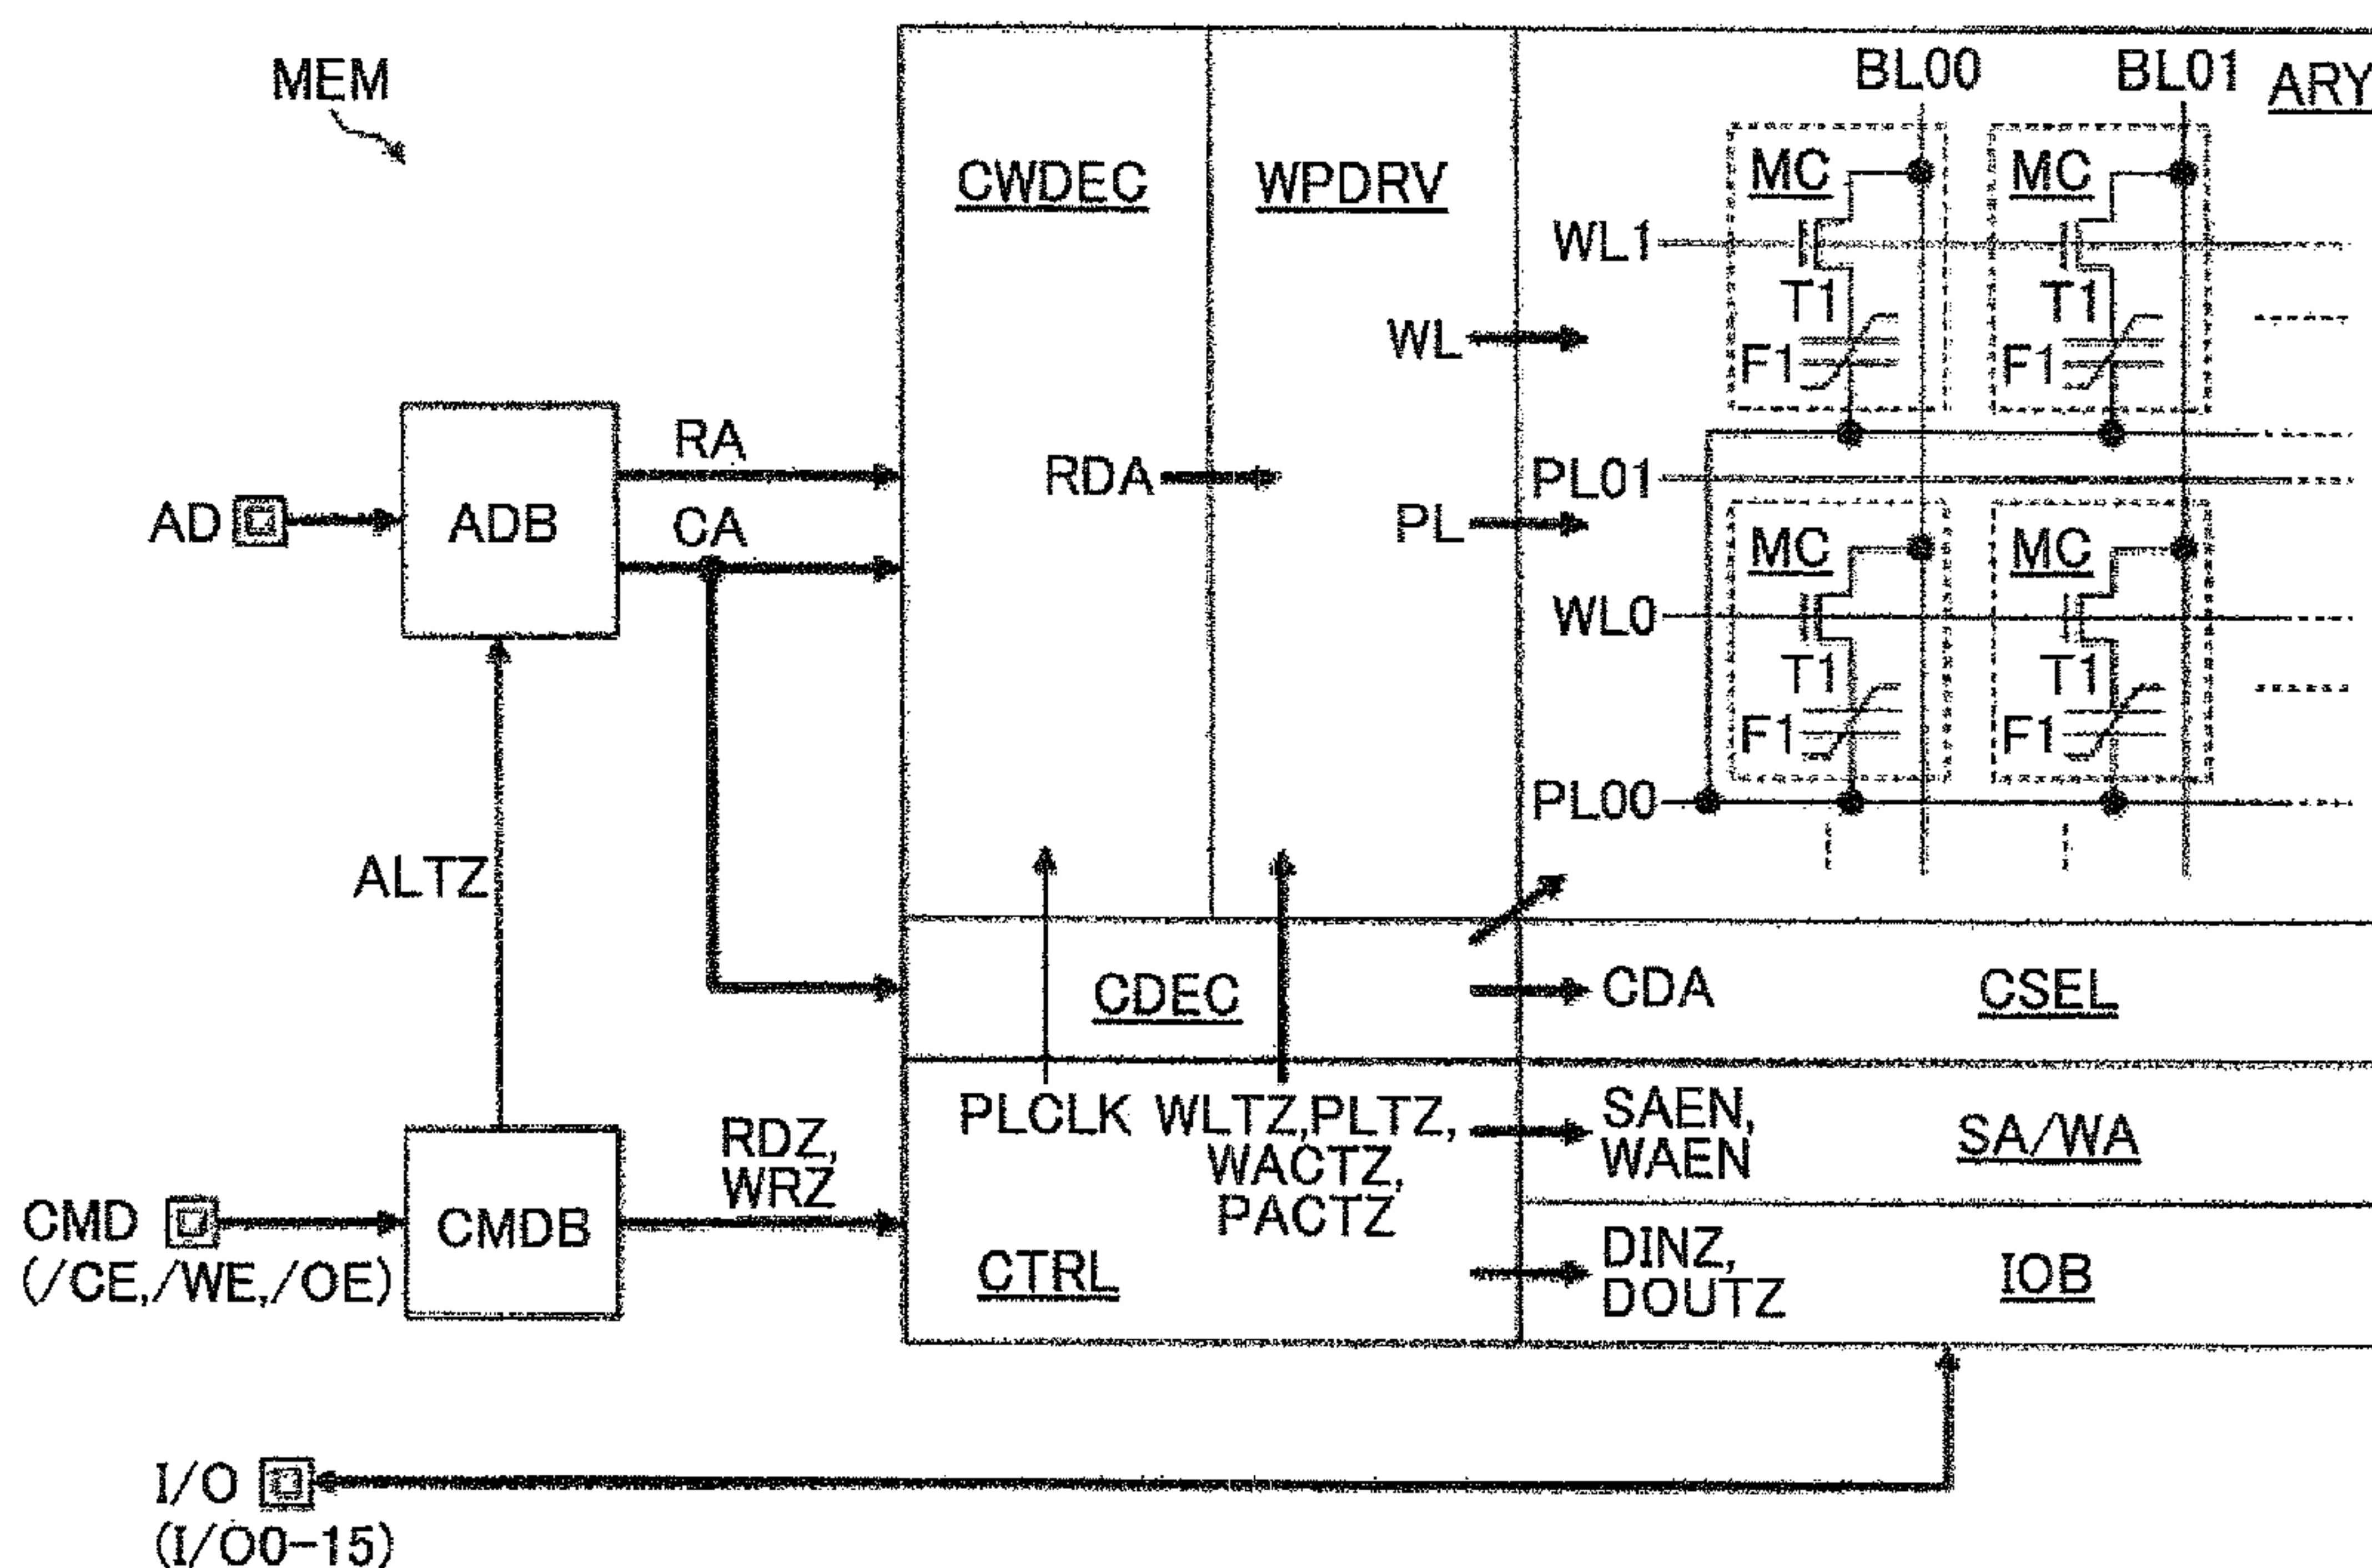 MEM
BL00 BL01 ARY
CWDEC WPDRV
MC MC
WL1
T1 T1
WL
F1 F1
RA
RDA PL01
AD ADB CA PL
MC MC
WL0
T1 T1
F1 F1
PL00
ALTZ
CDEC CDA CSEL
PLCLK WLTZ,PLTZ,
WACTZ,
PACTZ
SAEN,
WAEN
SA/WA
RDZ,
WRZ
CMD CMDB
(/CE,/WE,/OE)
CTRL
DINZ,
DOUTZ
IOB
I/O
(I/O0-15)